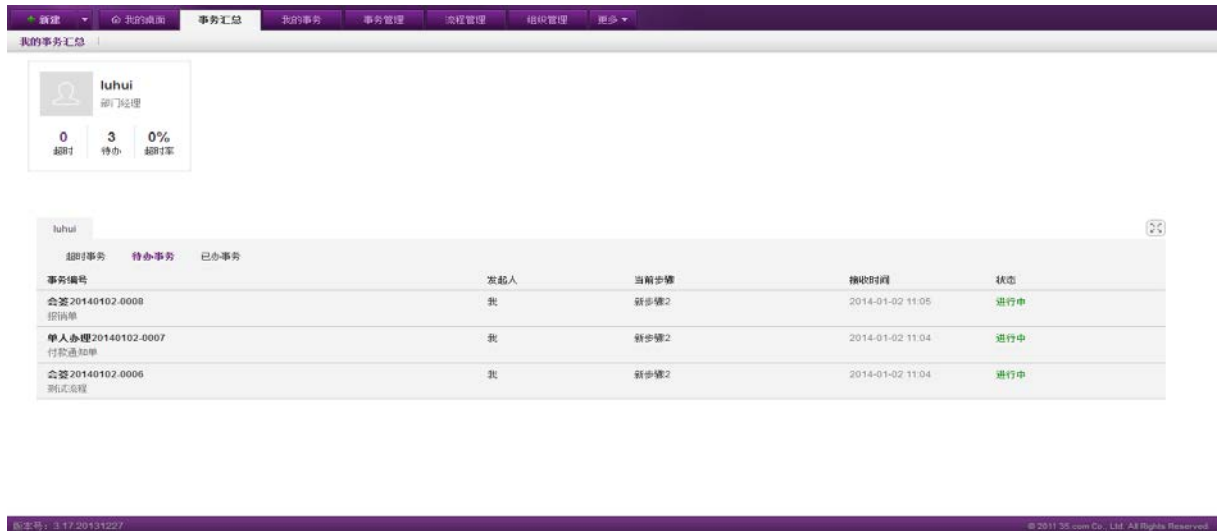 新建 我的桌面 事务汇总 我的事务 事务管理 流程管理 组织管理 更多
我的事务汇总
luhui
部门经理
0 3 0%
超时 待办 超时率
luhui
超时事务 待办事务 已办事务
事务编号 发起人 当前步骤 接收时间 状态
会签20140102-0008 我 新步骤2 2014-01-02 11:05 进行中
报销单
单人办理20140102-0007 我 新步骤2 2014-01-02 11:04 进行中
付款通知单
会签20140102-0006 我 新步骤2 2014-01-02 11:04 进行中
测试流程
版本号：3.17.20131227 © 2011 35.com Co., Ltd. All Rights Reserved